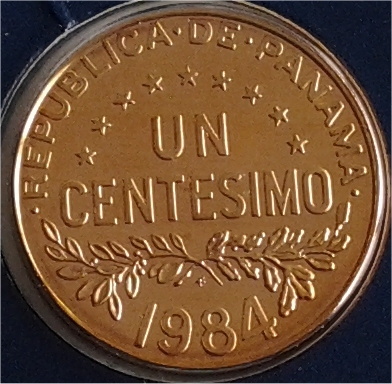 ·REPUBLICA·DE·PANAMA·
UN
CENTESIMO
1984